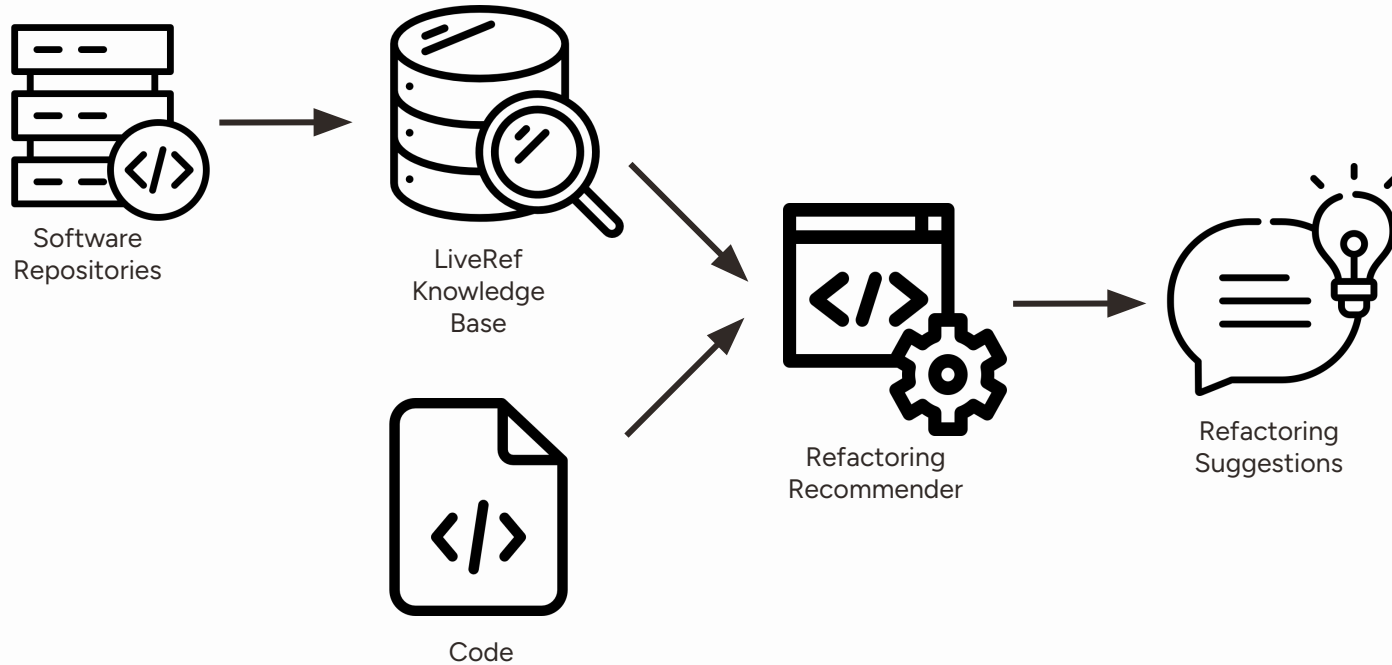 Software
Repositories
LiveRef
Knowledge
Base
Code
Refactoring
Recommender
Refactoring
Suggestions